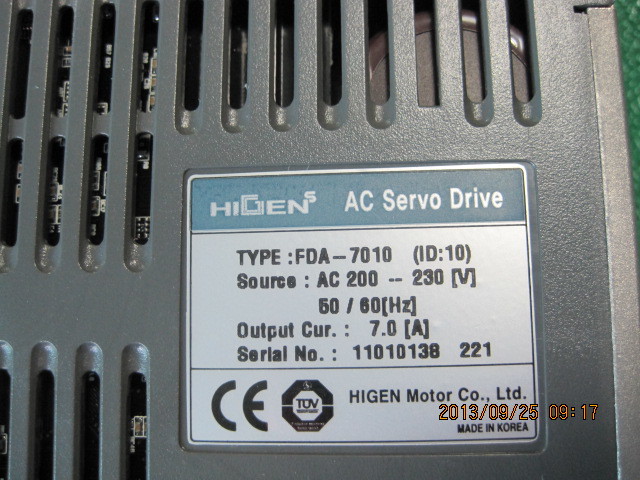 HIGENS AC Servo Drive
TYPE :FDA-7010 (ID:10)
Source : AC 200 -- 230 [V]
50 / 60[Hz]
Output Cur. : 7.0 [A]
Serial No. : 11010138 221
CE TÜV HIGEN Motor Co., Ltd.
2013/09/25 09:17
MADE IN KOREA